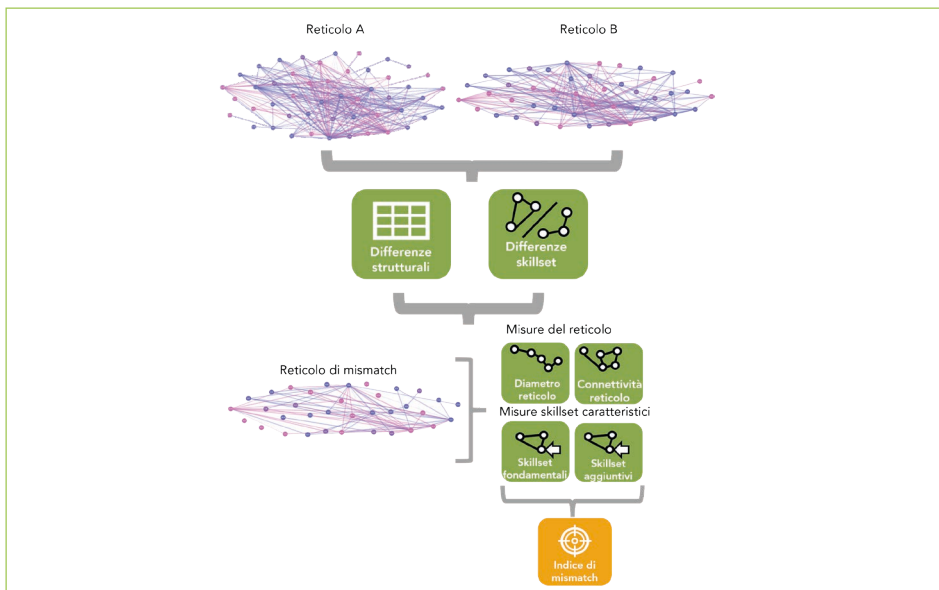 Reticolo A
Reticolo B
Differenze
strutturali
Differenze
skillset
Misure del reticolo
Reticolo di mismatch
Diametro
reticolo
Connettività
reticolo
Misure skillset caratteristici
Skillset
fondamentali
Skillset
aggiuntivi
Indice di
mismatch